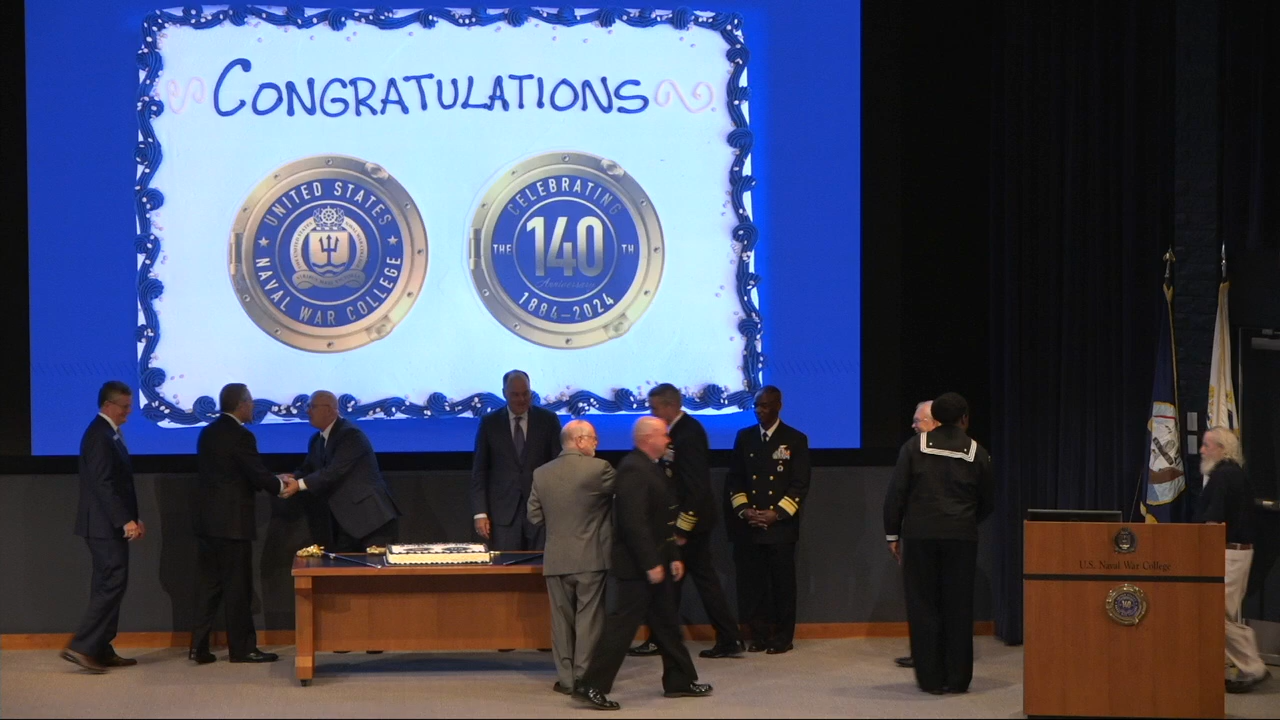 CONGRATULATIONS
UNITED STATES
NAVAL WAR COLLEGE
CELEBRATING
THE 140 TH
Anniversary
1884-2024
U.S. Naval War College